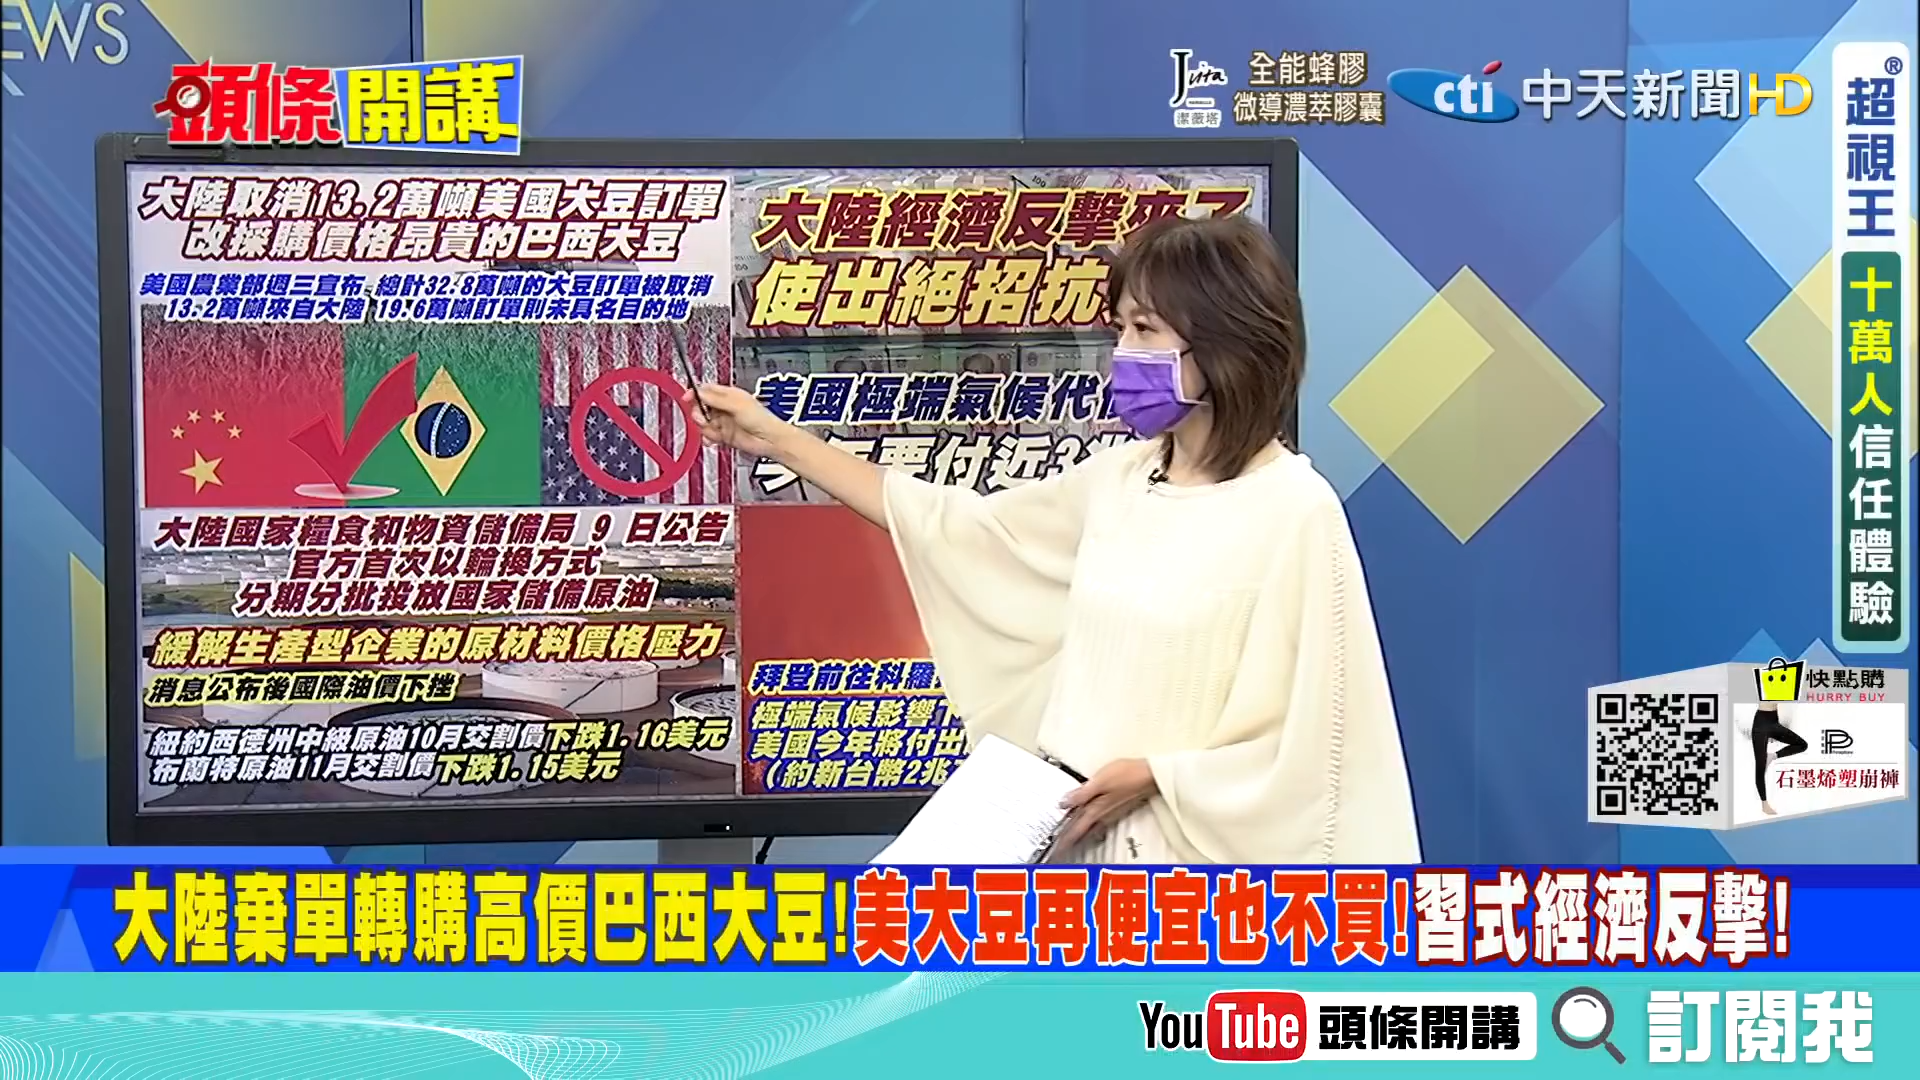 EWS
頭條開講
Jvita
潔薇塔
全能蜂膠
微導濃萃膠囊
cti 中天新聞HD
超視王®
十萬人信任體驗
大陸取消13.2萬噸美國大豆訂單
改採購價格昂貴的巴西大豆
美國農業部週三宣布 總計32.8萬噸的大豆訂單被取消
13.2萬噸來自大陸 19.6萬噸訂單則未具名目的地
大陸國家糧食和物資儲備局 9 日公告
官方首次以輪換方式
分期分批投放國家儲備原油
緩解生產型企業的原材料價格壓力
消息公布後國際油價下挫
紐約西德州中級原油10月交割價下跌1.16美元
布蘭特原油11月交割價下跌1.15美元
大陸經濟反擊來了
使出絕招抗
美國極端氣候代
今年要付近3
拜登前往科羅
極端氣候影響下
美國今年將付出
(約新台幣2兆
快點購
HURRY BUY
石墨烯塑崩褲
大陸棄單轉購高價巴西大豆!美大豆再便宜也不買!習式經濟反擊!
YouTube 頭條開講 訂閱我